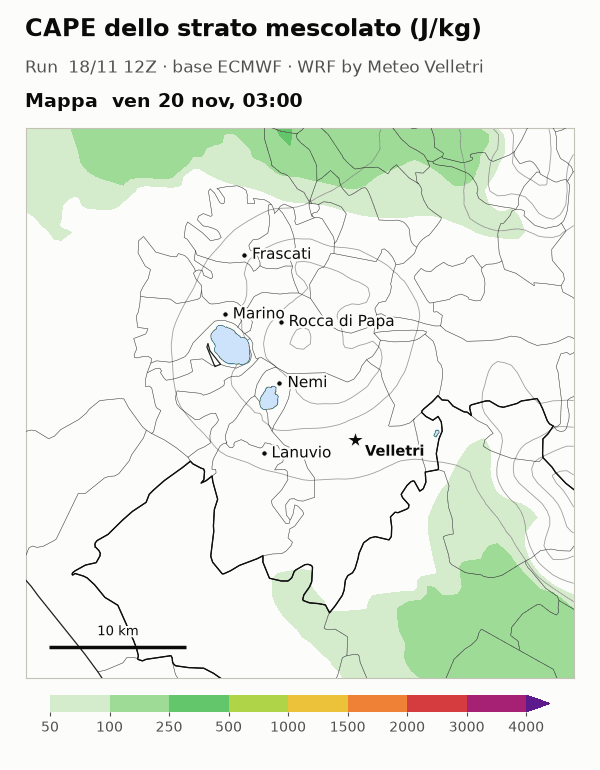 CAPE dello strato mescolato (J/kg)
Run  18/11 12Z · base ECMWF · WRF by Meteo Velletri
Mappa  ven 20 nov, 03:00
Frascati
Marino
Rocca di Papa
Nemi
Velletri
Lanuvio
10 km
50 100 250 500 1000 1500 2000 3000 4000